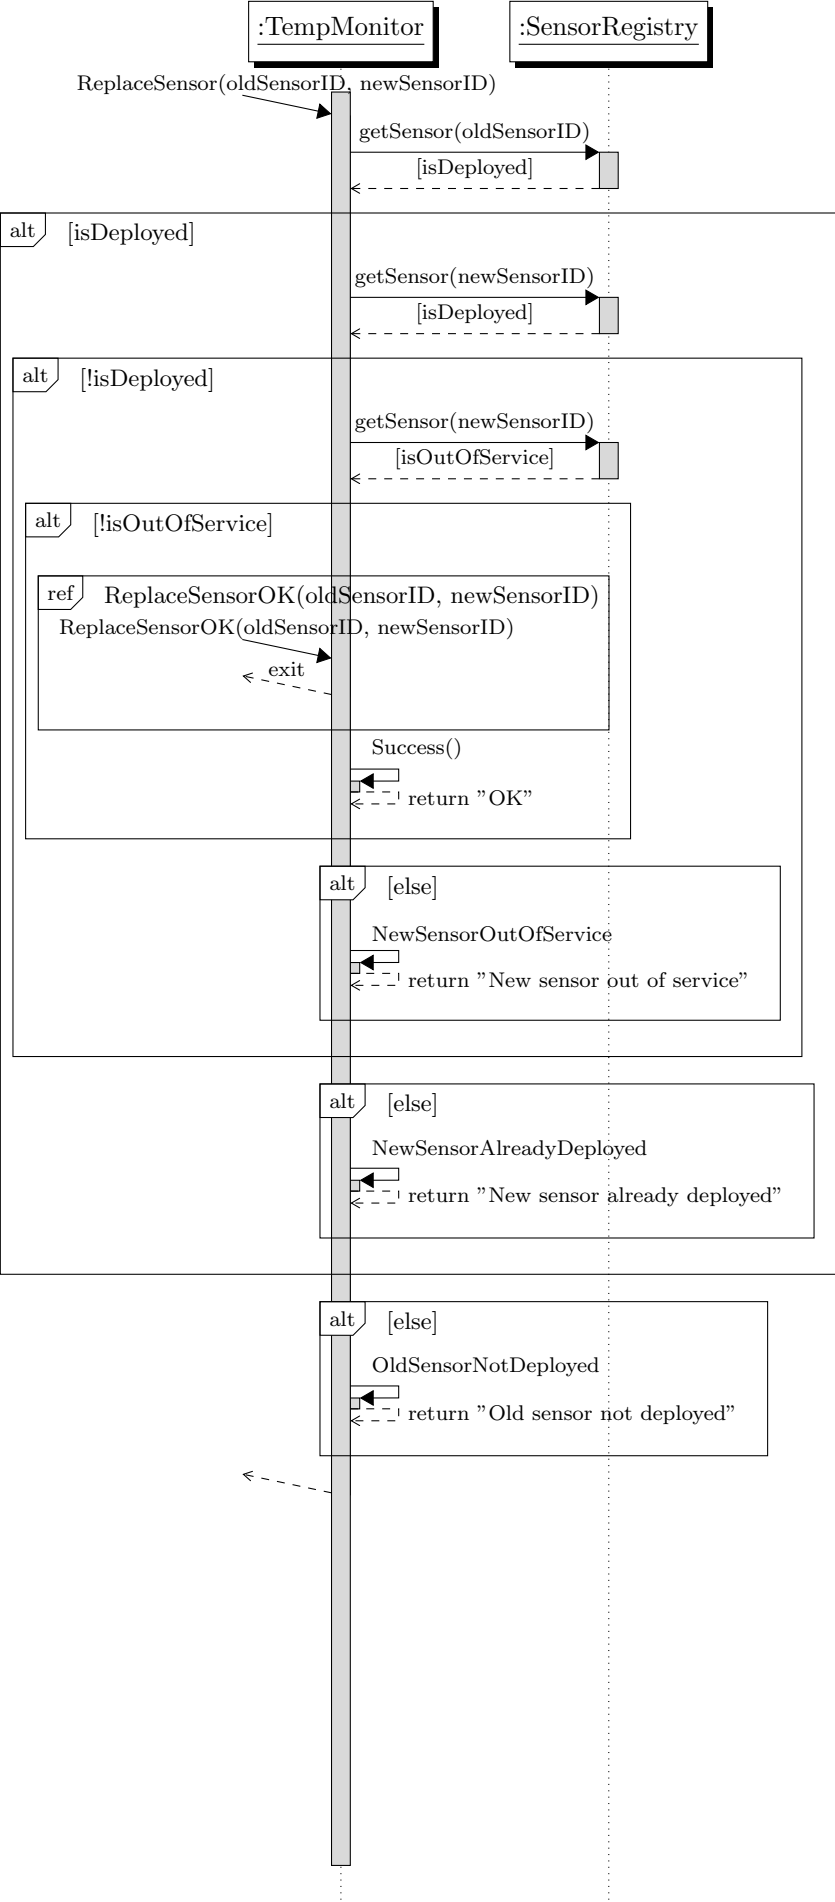 :TempMonitor
:SensorRegistry
ReplaceSensor(oldSensorID, newSensorID)
getSensor(oldSensorID)
[isDeployed]
alt
[isDeployed]
getSensor(newSensorID)
[isDeployed]
alt
[!isDeployed]
getSensor(newSensorID)
[isOutOfService]
alt
[!isOutOfService]
ref
ReplaceSensorOK(oldSensorID, newSensorID)
ReplaceSensorOK(oldSensorID, newSensorID)
exit
Success()
return ”OK”
alt
[else]
NewSensorOutOfService
return ”New sensor out of service”
alt
[else]
NewSensorAlreadyDeployed
return ”New sensor already deployed”
alt
[else]
OldSensorNotDeployed
return ”Old sensor not deployed”